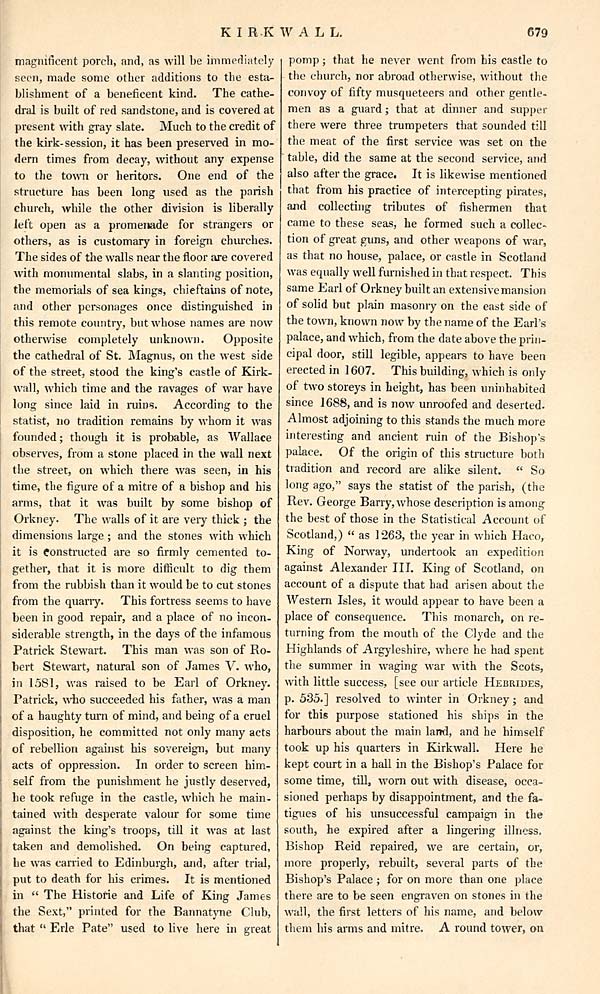 KIRKWALL.
679
magnificent porch, and, as will be immediately
seen, made some other additions to the esta-
blishment of a beneficent kind. The cathe-
dral is built of red sandstone, and is covered at
present with gray slate. Much to the credit of
the kirk-session, it has been preserved in mo-
dern times from decay, without any expense
to the town or heritors. One end of the
structure has been long used as the parish
church, while the other division is liberally
left open as a promenade for strangers or
others, as is customary in foreign churches.
The sides of the walls near the floor are covered
with monumental slabs, in a slanting position,
the memorials of sea kings, chieftains of note,
and other personages once distinguished in
this remote country, but whose names are now
otherwise completely unknown. Opposite
the cathedral of St. Magnus, on the west side
of the street, stood the king's castle of Kirk-
wall, which time and the ravages of war have
long since laid in ruins. According to the
statist, no tradition remains by whom it was
founded; though it is probable, as Wallace
observes, from a stone placed in the wall next
the street, on which there was seen, in his
time, the figure of a mitre of a bishop and his
arms, that it was built by some bishop of
Orkney. The walls of it are very thick; the
dimensions large; and the stones with which
it is constructed are so firmly cemented to-
gether, that it is more difficult to dig them
from the rubbish than it would be to cut stones
from the quarry. This fortress seems to have
been in good repair, and a place of no incon-
siderable strength, in the days of the infamous
Patrick Stewart. This man was son of Ro-
bert Stewart, natural son of James V. who,
in 1581, was raised to be Earl of Orkney.
Patrick, who succeeded his father, was a man
of a haughty turn of mind, and being of a cruel
disposition, he committed not only many acts
of rebellion against his sovereign, but many
acts of oppression. In order to screen him-
self from the punishment he justly deserved,
he took refuge in the castle, which he main-
tained with desperate valour for some time
against the king's troops, till it was at last
taken and demolished. On being captured,
he was carried to Edinburgh, and, after trial,
put to death for his crimes. It is mentioned
in " The Historie and Life of King James
the Sext," printed for the Bannatyne Club,
that " Erle Pate" used to live here in great
pomp; that he never went from his castle to
the church, nor abroad otherwise, without the
convoy of fifty musqueteers and other gentle-
men as a guard; that at dinner and supper
there were three trumpeters that sounded till
the meat of the first service was set on the
table, did the same at the second service, and
also after the grace. It is likewise mentioned
that from his practice of intercepting pirates,
and collecting tributes of fishermen that
came to these seas, he formed such a collec-
tion of great guns, and other weapons of war,
as that no house, palace, or castle in Scotland
was equally well furnished in that respect. This
same Earl of Orkney built an extensive mansion
of solid but plain masonry on the east side of
the town, known now by the name of the Earl's
palace, and which, from the date above the prin-
cipal door, still legible, appears to have been
erected in 1607. This building, which is only
of two storeys in height, has been uninhabited
since 1688, and is now unroofed and deserted.
Almost adjoining to this stands the much more
interesting and ancient ruin of the Bishop's
palace. Of the origin of this structure both
tradition and record are alike silent. " So
long ago," says the statist of the parish, (the
Rev. George Barry, whose description is among
the best of those in the Statistical Account of
Scotland,) " as 1263, the year in which Haco,
King of Norway, undertook an expedition
against Alexander III. King of Scotland, on
account of a dispute that had arisen about the
Western Isles, it would appear to have been a
place of consequence. This monarch, on re-
turning from the mouth of the Clyde and the
Highlands of Argyleshire, where he had spent
the summer in waging war with the Scots,
with little success, [see our article HEBRIDES,
p. 535.] resolved to winter in Orkney; and
for this purpose stationed his ships in the
harbours about the main land, and he himself
took up his quarters in Kirkwall. Here he
kept court in a hall in the Bishop's Palace for
some time, till, worn out with disease, occa-
sioned perhaps by disappointment, and the fa-
tigues of his unsuccessful campaign in the
south, he expired after a lingering illness.
Bishop Reid repaired, we are certain, or,
more properly, rebuilt, several parts of the
Bishop's Palace; for on more than one place
there are to be seen engraven on stones in the
wall, the first letters of his name, and below
them his arms and mitre. A round tower, on